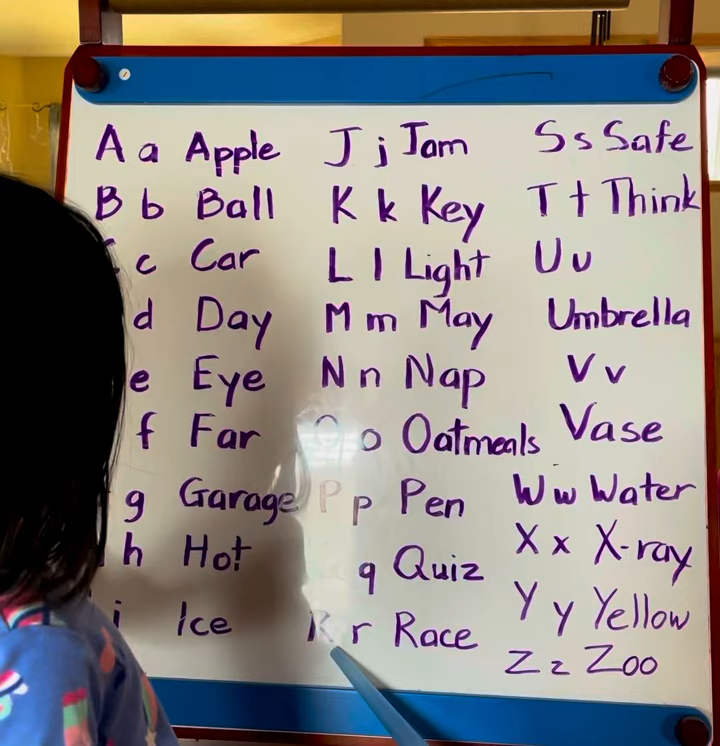 A a Apple
B b Ball
c Car
d Day
e Eye
f Far
g Garage
h Hot
i Ice
J j Jam
K k Key
L l Light
M m May
N n Nap
O o Oatmeals
P p Pen
q Quiz
R r Race
S s Safe
T t Think
U u
Umbrella
V v
Vase
W w Water
X x X-ray
Y y Yellow
Z z Zoo